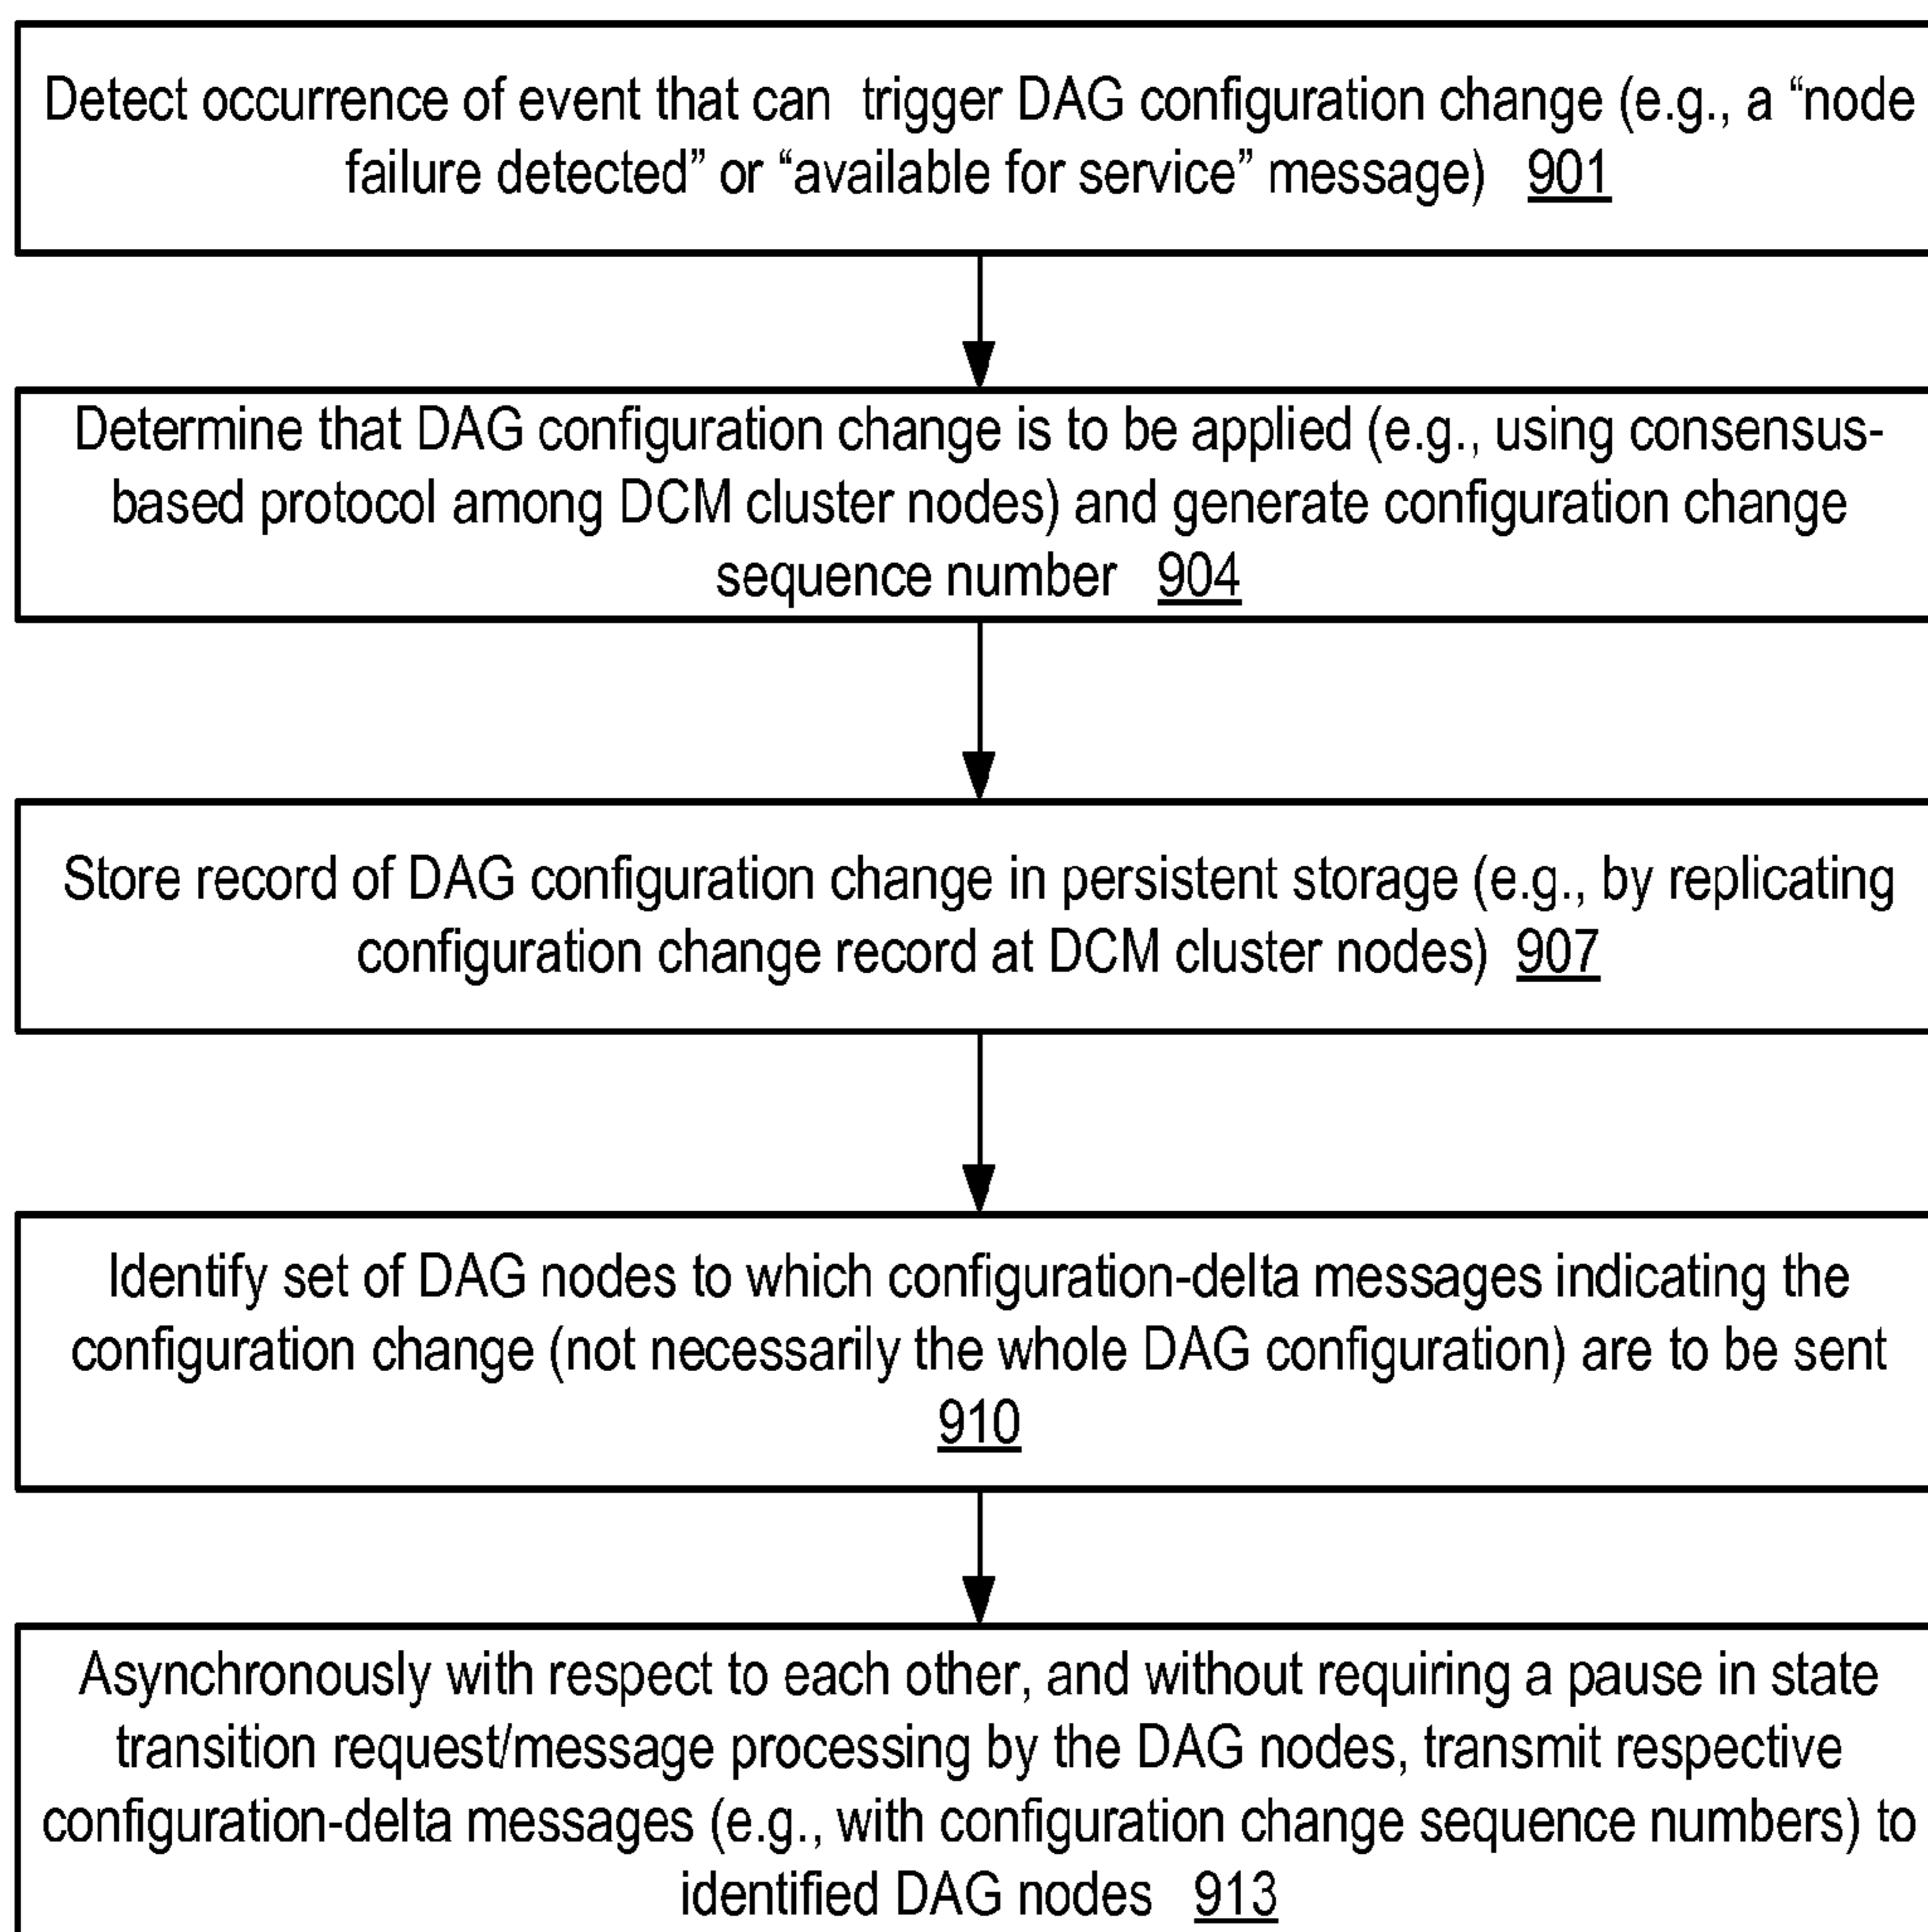 Detect occurrence of event that can trigger DAG configuration change (e.g., a “node
failure detected” or “available for service” message) 901
Determine that DAG configuration change is to be applied (e.g., using consensus-
based protocol among DCM cluster nodes) and generate configuration change
sequence number 904
Store record of DAG configuration change in persistent storage (e.g., by replicating
configuration change record at DCM cluster nodes) 907
Identify set of DAG nodes to which configuration-delta messages indicating the
configuration change (not necessarily the whole DAG configuration) are to be sent
910
Asynchronously with respect to each other, and without requiring a pause in state
transition request/message processing by the DAG nodes, transmit respective
configuration-delta messages (e.g., with configuration change sequence numbers) to
identified DAG nodes 913